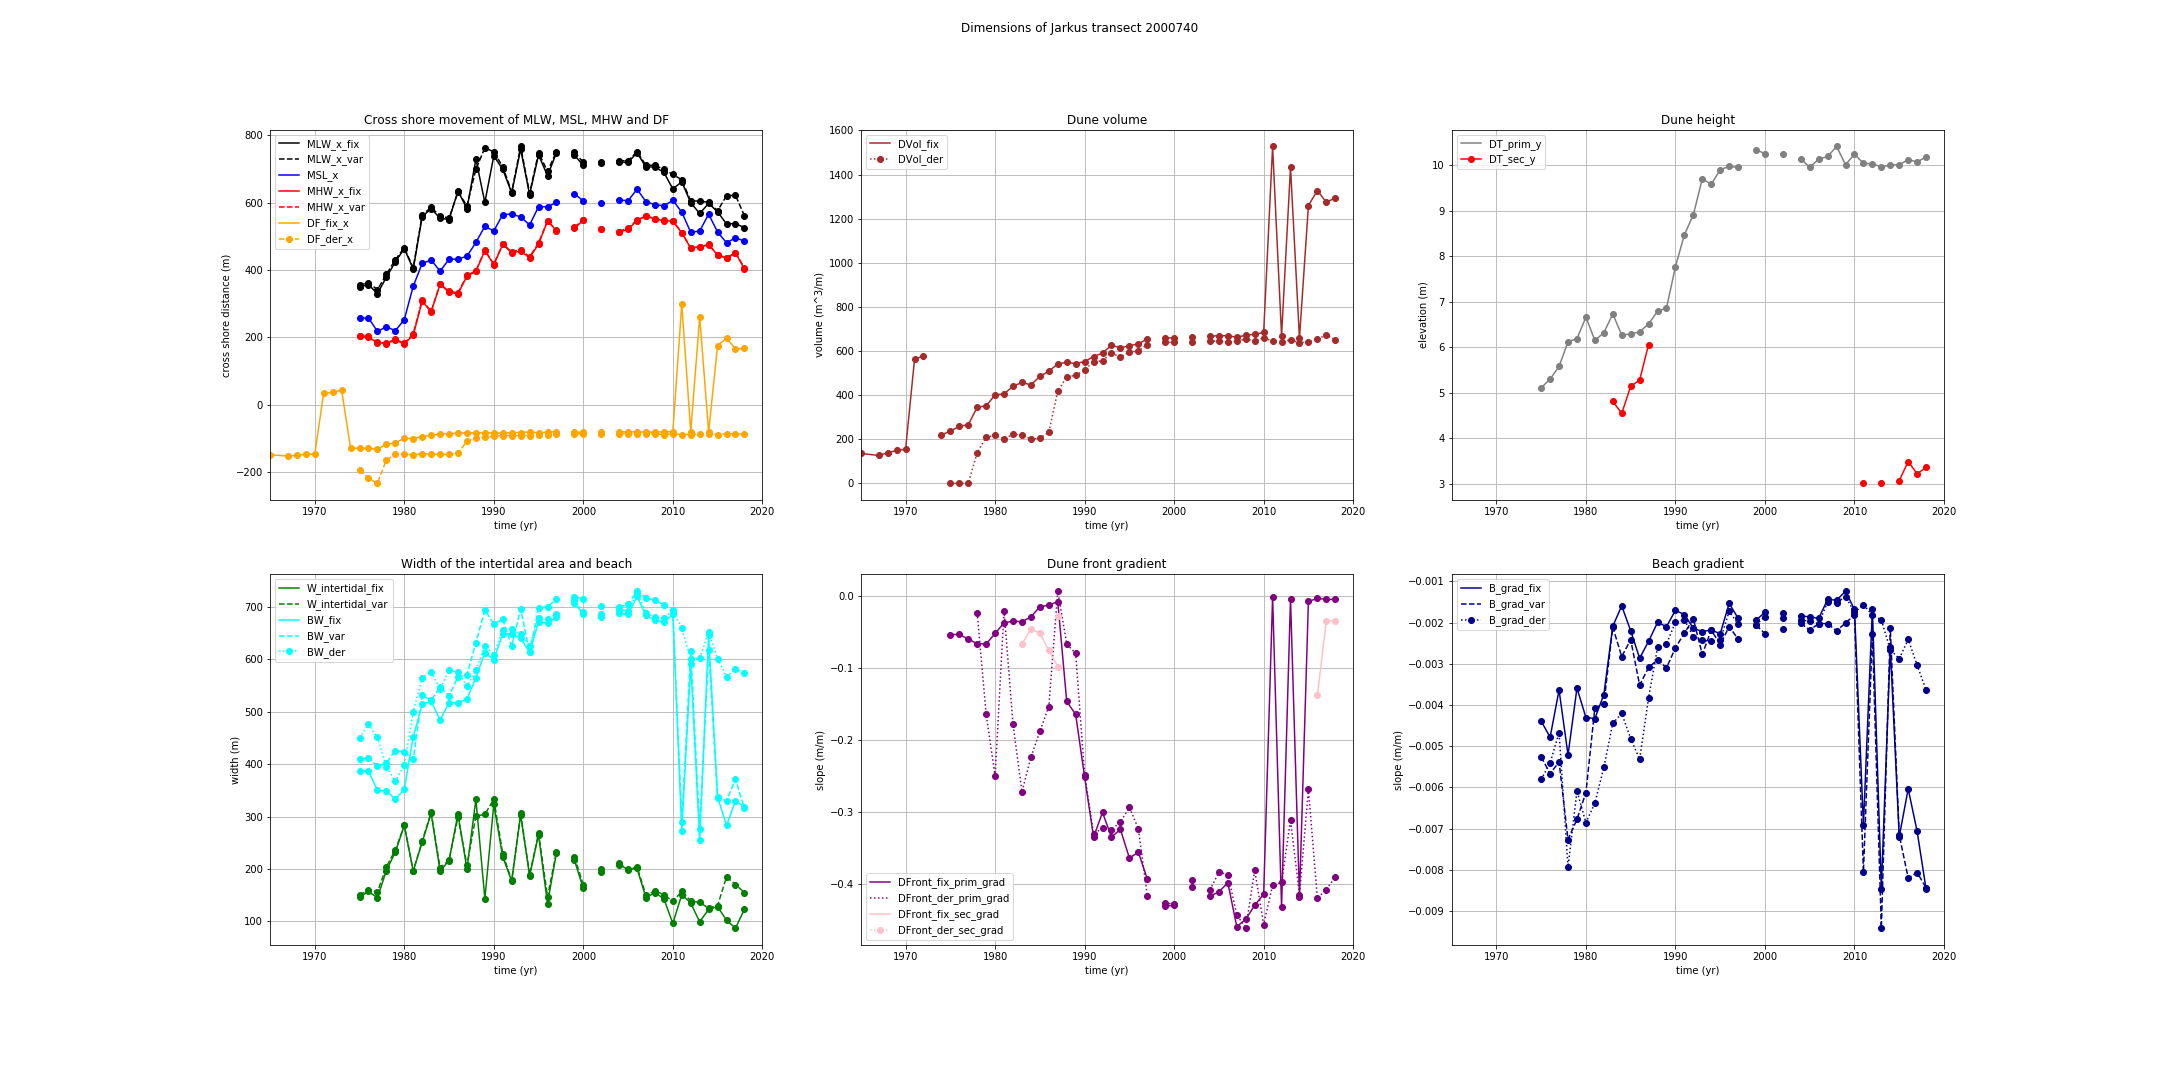 Dimensions of Jarkus transect 2000740
Cross shore movement of MLW, MSL, MHW and DF
800
600
400
200
0
−200
cross shore distance (m)
MLW_x_fix
MLW_x_var
MSL_x
MHW_x_fix
MHW_x_var
DF_fix_x
DF_der_x
1970 1980 1990 2000 2010 2020
time (yr)
Dune volume
1600
1400
1200
1000
800
600
400
200
0
volume (m^3/m)
DVol_fix
DVol_der
1970 1980 1990 2000 2010 2020
time (yr)
Dune height
10
9
8
7
6
5
4
3
elevation (m)
DT_prim_y
DT_sec_y
1970 1980 1990 2000 2010 2020
time (yr)
Width of the intertidal area and beach
700
600
500
400
300
200
100
width (m)
W_intertidal_fix
W_intertidal_var
BW_fix
BW_var
BW_der
1970 1980 1990 2000 2010 2020
time (yr)
Dune front gradient
0.0
−0.1
−0.2
−0.3
−0.4
slope (m/m)
DFront_fix_prim_grad
DFront_der_prim_grad
DFront_fix_sec_grad
DFront_der_sec_grad
1970 1980 1990 2000 2010 2020
time (yr)
Beach gradient
−0.001
−0.002
−0.003
−0.004
−0.005
−0.006
−0.007
−0.008
−0.009
slope (m/m)
B_grad_fix
B_grad_var
B_grad_der
1970 1980 1990 2000 2010 2020
time (yr)